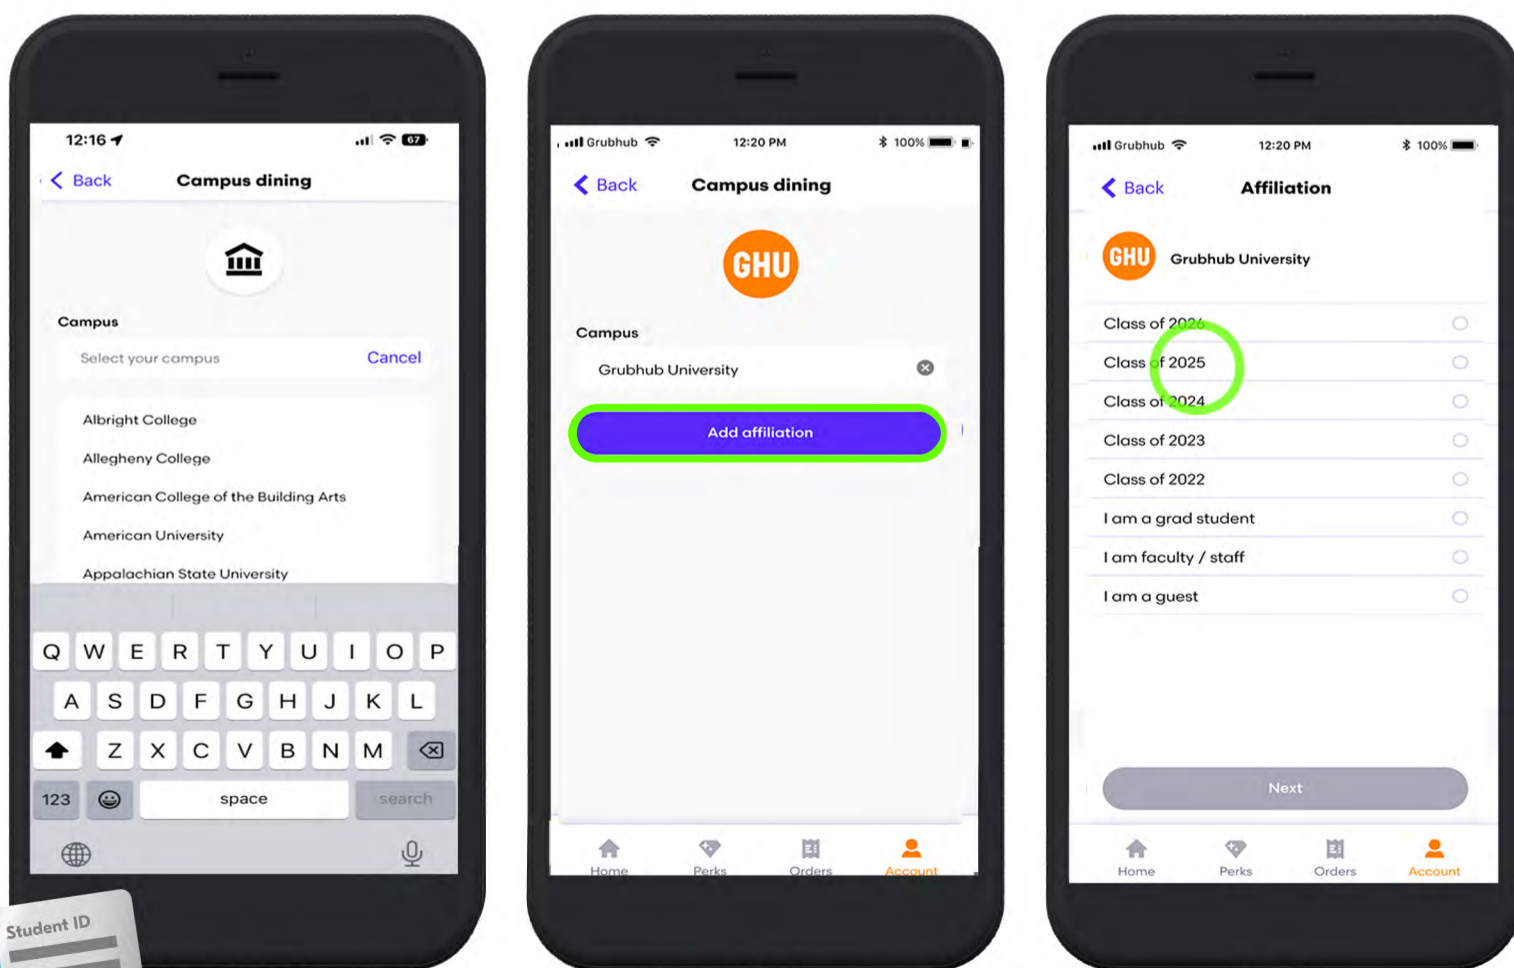 12:16
67
Back
Campus dining
Campus
Select your campus
Cancel
Albright College
Allegheny College
American College of the Building Arts
American University
Appalachian State University
Q W E R T Y U I O P
A S D F G H J K L
Z X C V B N M
123
space
search
Student ID
Grubhub
12:20 PM
100%
Back
Campus dining
GHU
Campus
Grubhub University
Add affiliation
Home
Perks
Orders
Account
Grubhub
12:20 PM
100%
Back
Affiliation
GHU
Grubhub University
Class of 2026
Class of 2025
Class of 2024
Class of 2023
Class of 2022
I am a grad student
I am faculty / staff
I am a guest
Next
Home
Perks
Orders
Account